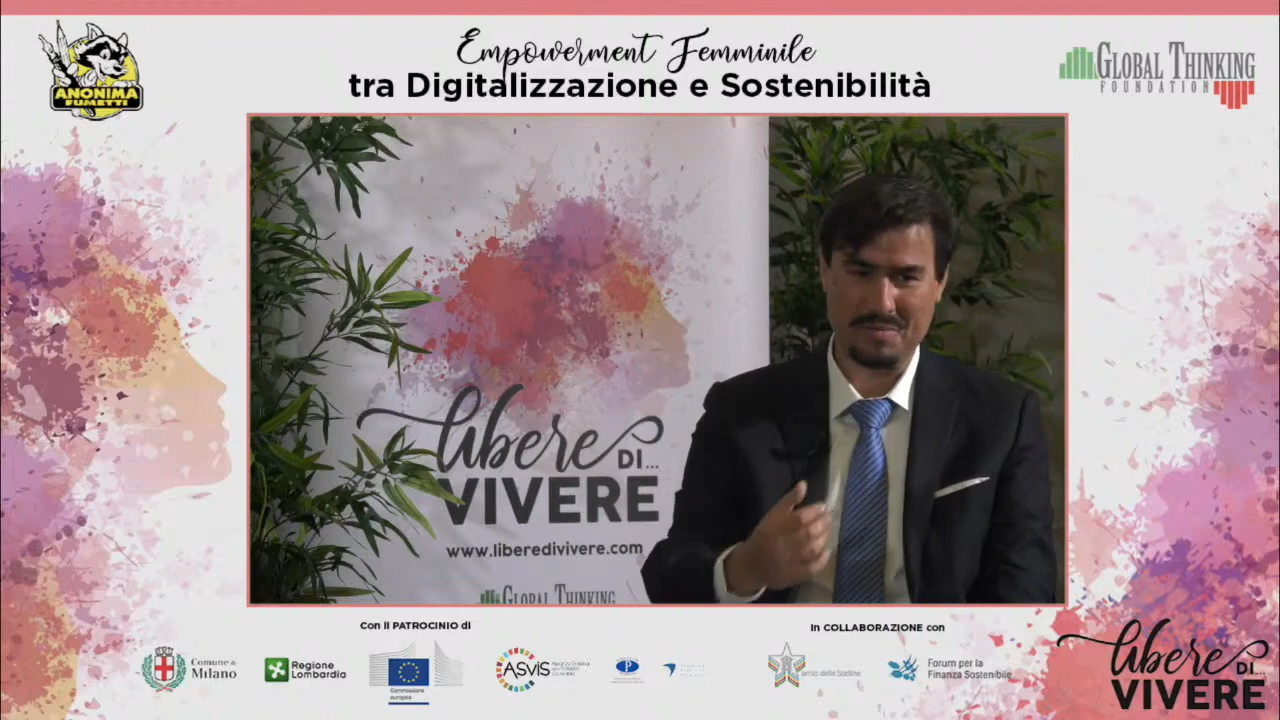 Empowerment Femminile
tra Digitalizzazione e Sostenibilità
ANONIMA
FUMETTI
GLOBAL THINKING
FOUNDATION
libere DI...
VIVERE
www.liberedivivere.com
GLOBAL THINKING
Con il PATROCINIO di
In COLLABORAZIONE con
Comune di
Milano
Regione
Lombardia
Commissione
europea
ASviS
Forum per la
Finanza Sostenibile
libere DI...
VIVERE